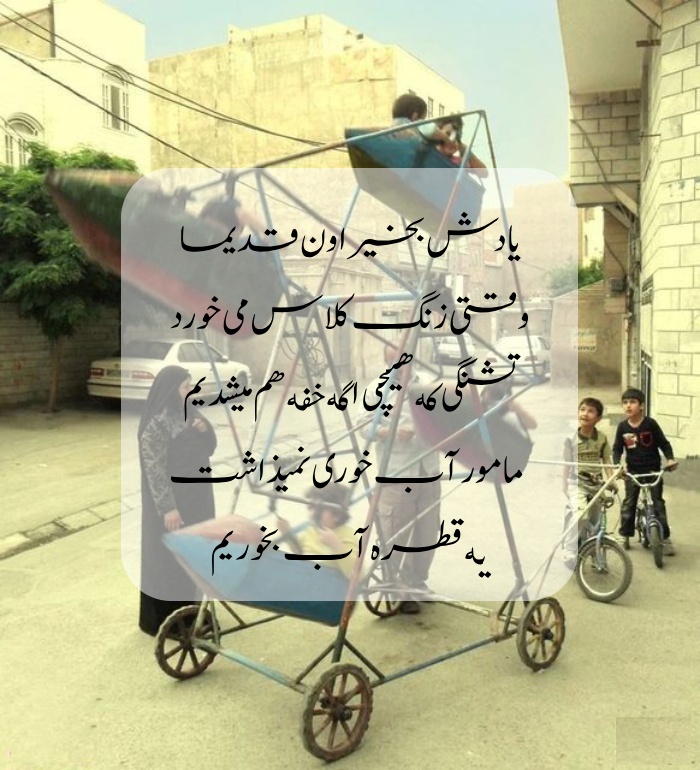 یادش بخیر اون قدیما
وقتی زنگ کلاس می خورد
تشنگی که هیچی اگه خفه هم میشدیم
مامور آب خوری نمیذاشت
یه قطره آب بخوریم